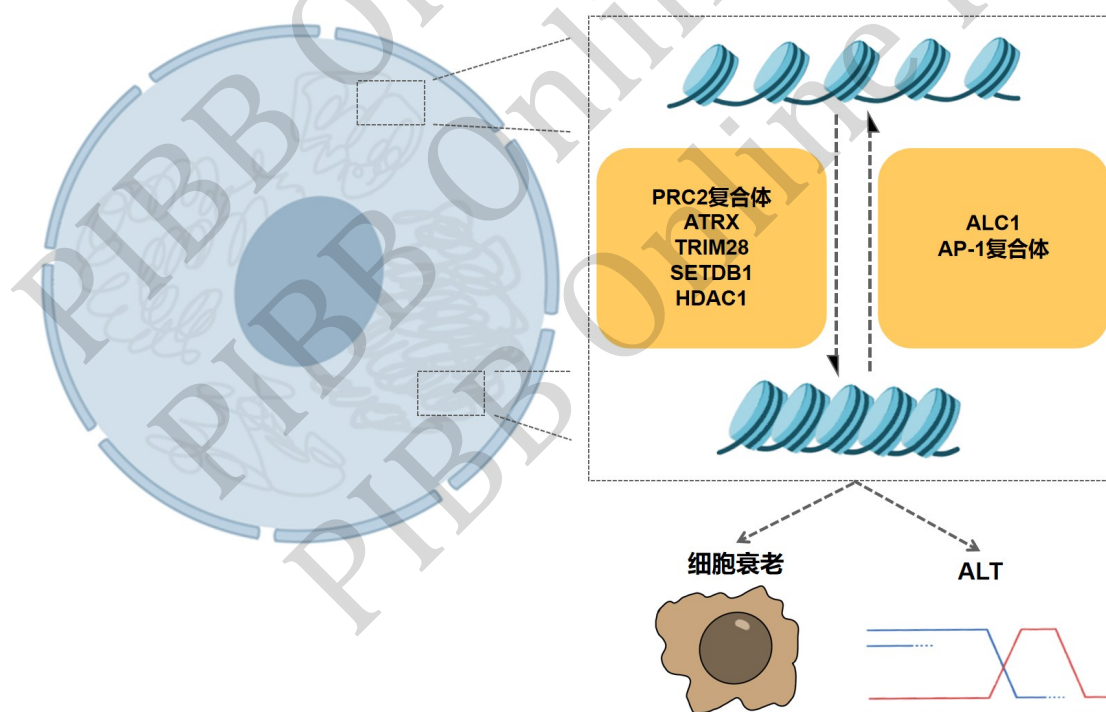 PRC2复合体
ATRX
TRIM28
SETDB1
HDAC1
ALC1
AP-1复合体
细胞衰老
ALT
PIBB Online
PIBB Online
PIBB Online